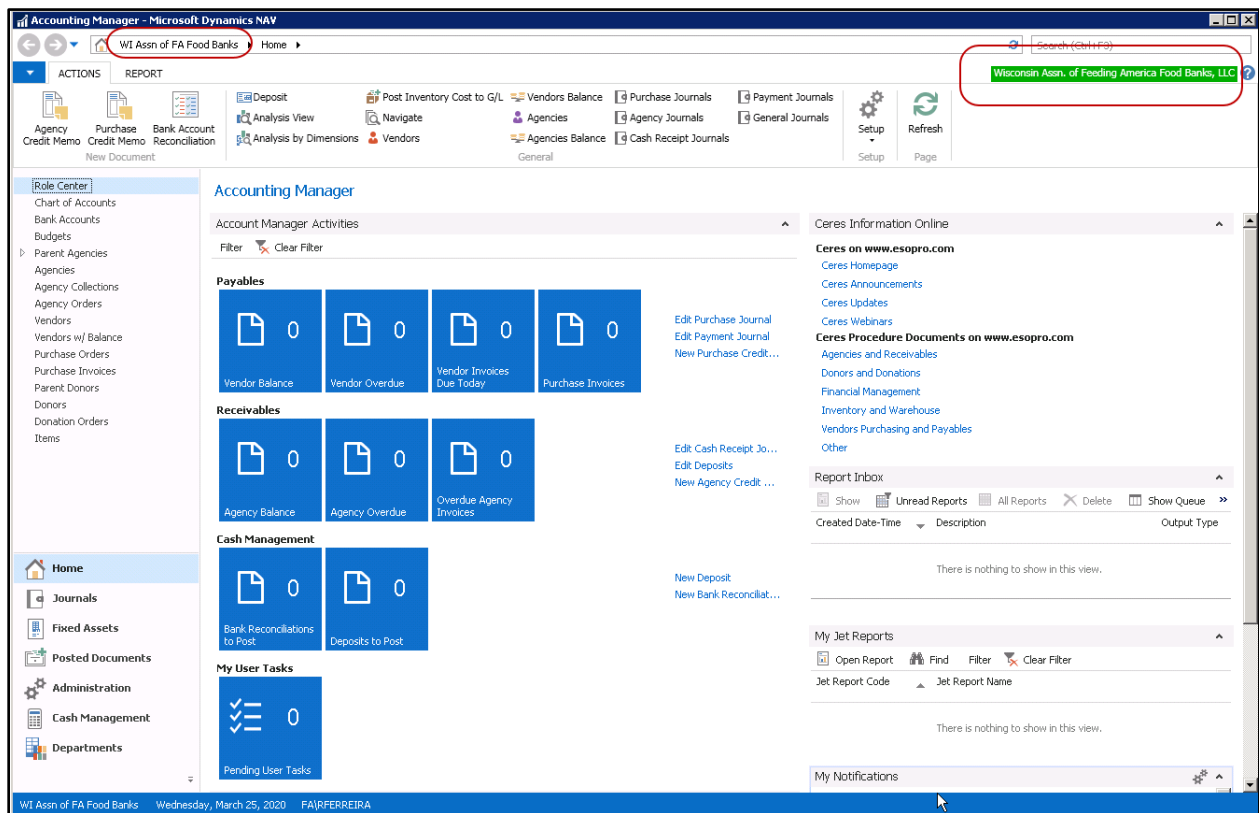 Accounting Manager - Microsoft Dynamics NAV
WI Assn of FA Food Banks Home
Search (Ctrl+F3)
ACTIONS REPORT
Wisconsin Assn. of Feeding America Food Banks, LLC
Agency Credit Memo
Purchase Credit Memo
Bank Account Reconciliation
New Document
Deposit
Analysis View
Analysis by Dimensions
Post Inventory Cost to G/L
Navigate
Vendors
Vendors Balance
Agencies
Agencies Balance
Purchase Journals
Agency Journals
Cash Receipt Journals
Payment Journals
General Journals
General
Setup
Setup
Refresh
Page
Role Center
Chart of Accounts
Bank Accounts
Budgets
Parent Agencies
Agencies
Agency Collections
Agency Orders
Vendors
Vendors w/ Balance
Purchase Orders
Purchase Invoices
Parent Donors
Donors
Donation Orders
Items
Home
Journals
Fixed Assets
Posted Documents
Administration
Cash Management
Departments
Accounting Manager
Account Manager Activities
Filter Clear Filter
Payables
0 0 0 0
Vendor Balance
Vendor Overdue
Vendor Invoices
Due Today
Purchase Invoices
Edit Purchase Journal
Edit Payment Journal
New Purchase Credit...
Receivables
0 0 0
Agency Balance
Agency Overdue
Overdue Agency
Invoices
Edit Cash Receipt Jo...
Edit Deposits
New Agency Credit ...
Cash Management
0 0
Bank Reconciliations
to Post
Deposits to Post
New Deposit
New Bank Reconciliat...
My User Tasks
0
Pending User Tasks
Ceres Information Online
Ceres on www.esopro.com
Ceres Homepage
Ceres Announcements
Ceres Updates
Ceres Webinars
Ceres Procedure Documents on www.esopro.com
Agencies and Receivables
Donors and Donations
Financial Management
Inventory and Warehouse
Vendors Purchasing and Payables
Other
Report Inbox
Show Unread Reports All Reports Delete Show Queue »
Created Date-Time Description Output Type
There is nothing to show in this view.
My Jet Reports
Open Report Find Filter Clear Filter
Jet Report Code Jet Report Name
There is nothing to show in this view.
My Notifications
WI Assn of FA Food Banks Wednesday, March 25, 2020 FA\RFERREIRA